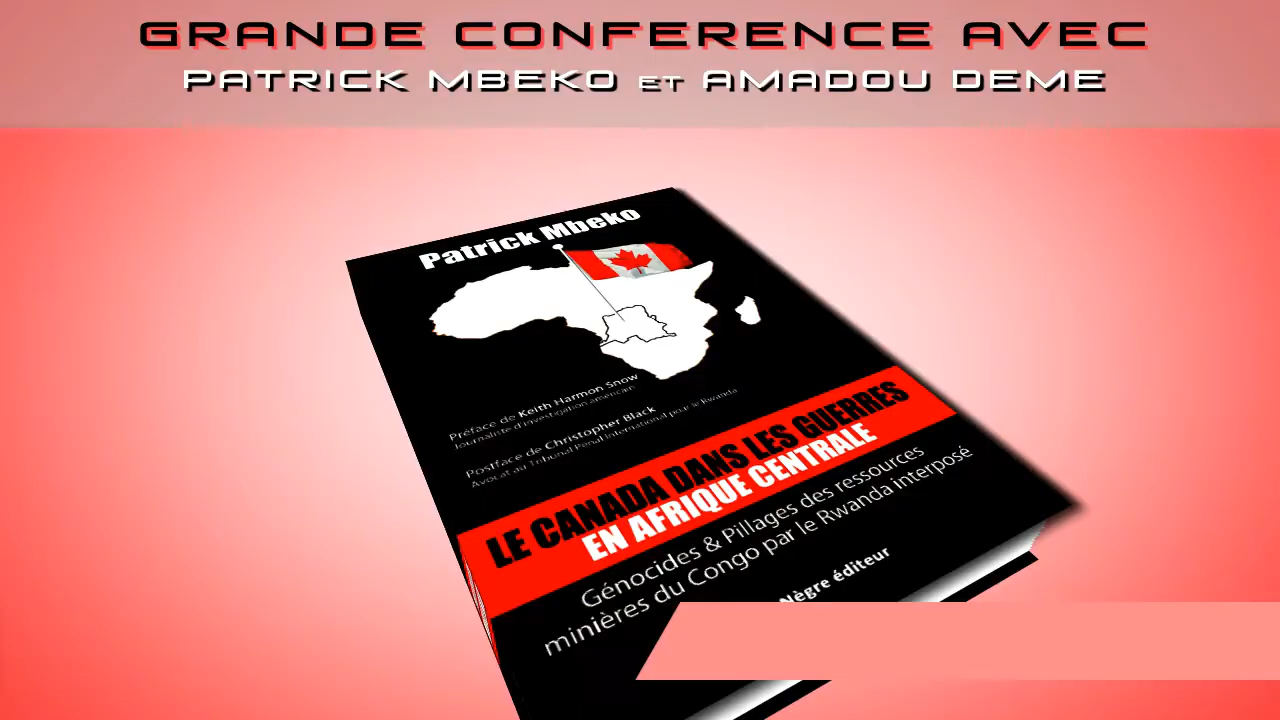 GRANDE CONFERENCE AVEC
PATRICK MBEKO ET AMADOU DEME
Patrick Mbeko
Préface de Keith Harmon Snow
Journaliste d'investigation américain
Postface de Christopher Black
Avocat au Tribunal Penal International pour le Rwanda
LE CANADA DANS LES GUERRES
EN AFRIQUE CENTRALE
Génocides & Pillages des ressources
minières du Congo par le Rwanda interposé
Nègre éditeur